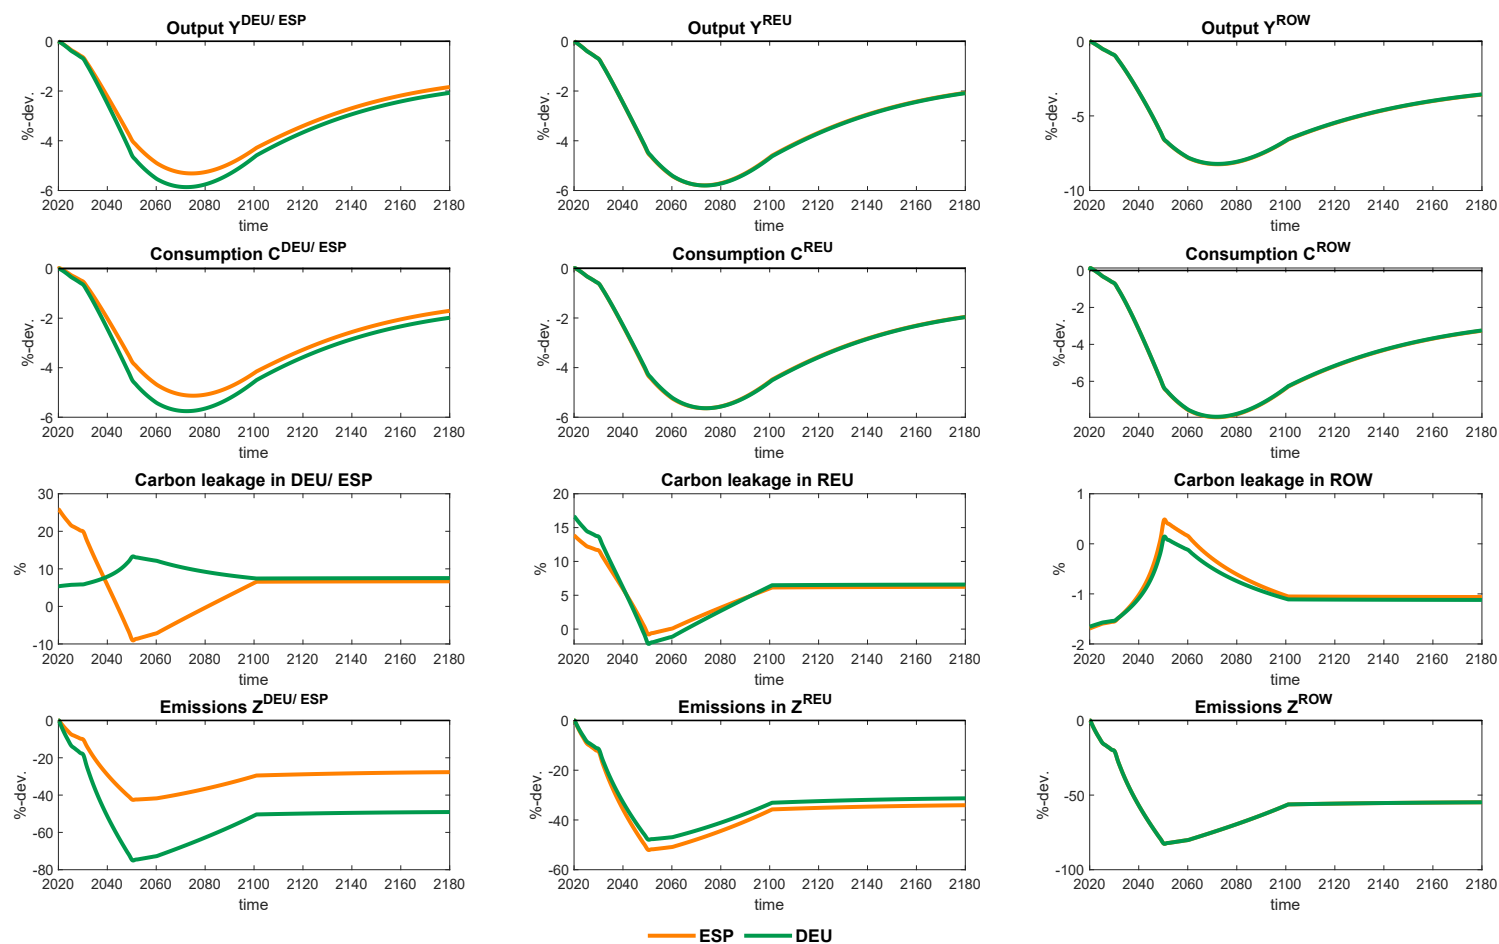 Output Y^DEU/ ESP
%-dev.
0
-2
-4
-6
2020 2040 2060 2080 2100 2120 2140 2160 2180
time
Output Y^REU
%-dev.
0
-2
-4
-6
2020 2040 2060 2080 2100 2120 2140 2160 2180
time
Output Y^ROW
%-dev.
0
-5
-10
2020 2040 2060 2080 2100 2120 2140 2160 2180
time
Consumption C^DEU/ ESP
%-dev.
0
-2
-4
-6
2020 2040 2060 2080 2100 2120 2140 2160 2180
time
Consumption C^REU
%-dev.
0
-2
-4
-6
2020 2040 2060 2080 2100 2120 2140 2160 2180
time
Consumption C^ROW
%-dev.
0
-2
-4
-6
2020 2040 2060 2080 2100 2120 2140 2160 2180
time
Carbon leakage in DEU/ ESP
%
30
20
10
0
-10
2020 2040 2060 2080 2100 2120 2140 2160 2180
time
Carbon leakage in REU
%
20
15
10
5
0
2020 2040 2060 2080 2100 2120 2140 2160 2180
time
Carbon leakage in ROW
%
1
0
-1
-2
2020 2040 2060 2080 2100 2120 2140 2160 2180
time
Emissions Z^DEU/ ESP
%-dev.
0
-20
-40
-60
-80
2020 2040 2060 2080 2100 2120 2140 2160 2180
time
Emissions in Z^REU
%-dev.
0
-20
-40
-60
2020 2040 2060 2080 2100 2120 2140 2160 2180
time
Emissions Z^ROW
%-dev.
0
-50
-100
2020 2040 2060 2080 2100 2120 2140 2160 2180
time
ESP DEU